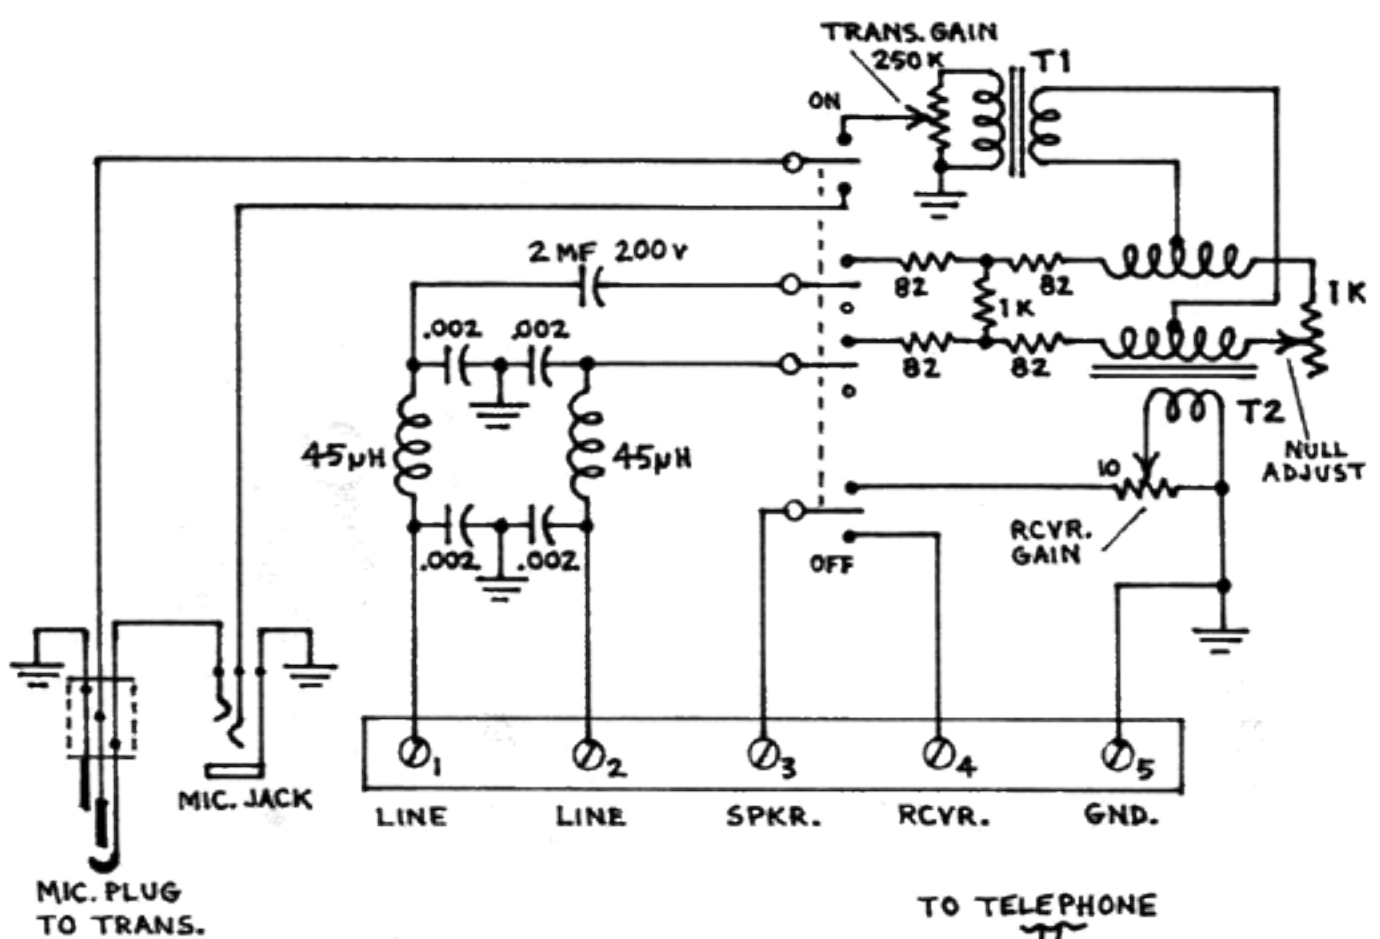 TRANS. GAIN
250K
T1
ON
2 MF 200V
82
82
1K
1K
82
82
.002
.002
45µH
45µH
T2
NULL
ADJUST
10
RCVR.
GAIN
.002
.002
OFF
1
2
3
4
5
MIC. JACK
LINE
LINE
SPKR.
RCVR.
GND.
MIC. PLUG
TO TRANS.
TO TELEPHONE